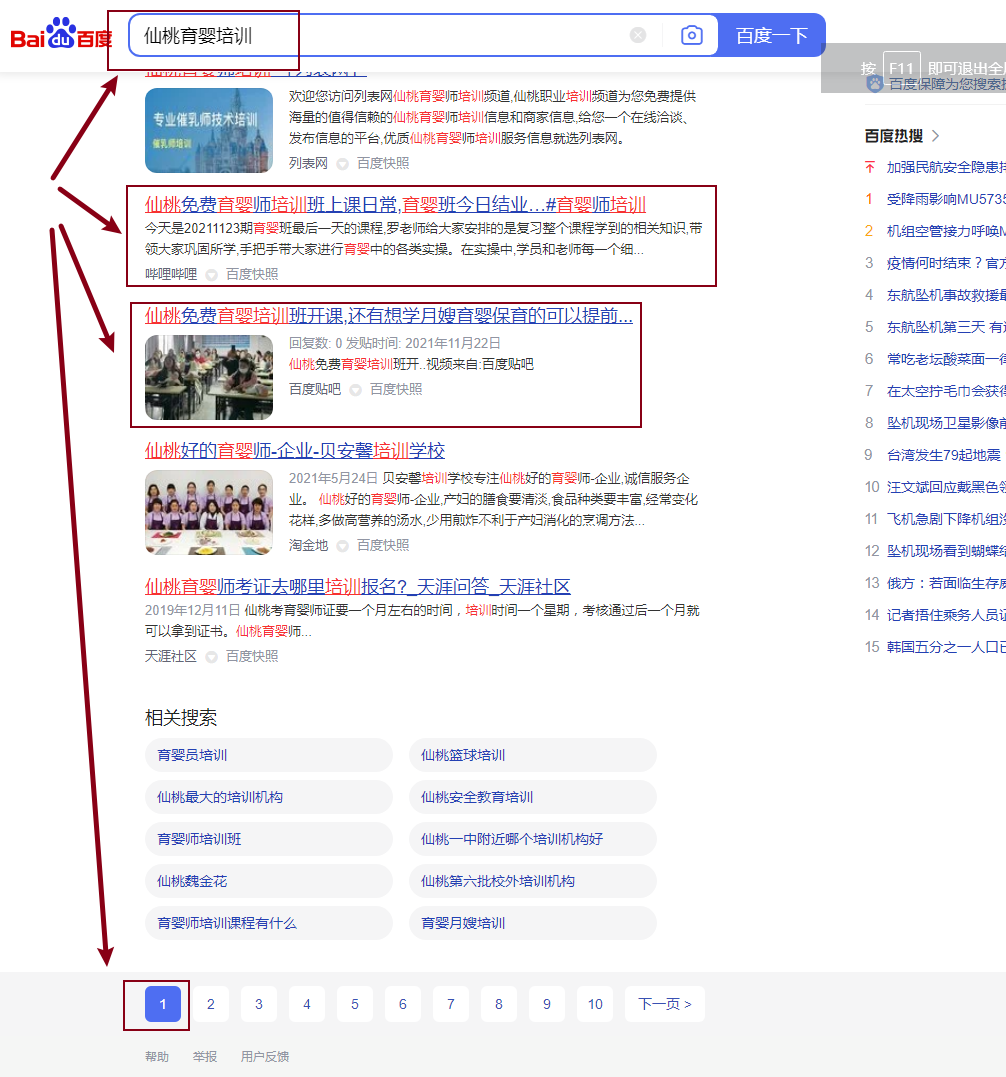 Bai du 百度
仙桃育婴培训
百度一下
按 F11 即可退出全
百度保障为您搜索
欢迎您访问列表网仙桃育婴师培训频道,仙桃职业培训频道为您免费提供
海量的值得信赖的仙桃育婴师培训信息和商家信息,给您一个在线洽谈、
发布信息的平台,优质仙桃育婴师培训服务信息就选列表网。
专业催乳师技术培训
催乳师培训
列表网 百度快照
仙桃免费育婴师培训班上课日常,育婴班今日结业...#育婴师培训
今天是20211123期育婴班最后一天的课程,罗老师给大家安排的是复习整个课程学到的相关知识,带
领大家巩固所学,手把手带大家进行育婴中的各类实操。在实操中,学员和老师每一个细...
哔哩哔哩 百度快照
仙桃免费育婴培训班开课,还有想学月嫂育婴保育的可以提前...
回复数: 0 发贴时间: 2021年11月22日
仙桃免费育婴培训班开..视频来自:百度贴吧
百度贴吧 百度快照
仙桃好的育婴师-企业-贝安馨培训学校
2021年5月24日 贝安馨培训学校专注仙桃好的育婴师-企业,诚信服务企
业。 仙桃好的育婴师-企业,产妇的膳食要清淡,食品种类要丰富,经常变化
花样,多做高营养的汤水,少用煎炸不利于产妇消化的烹调方法...
淘金地 百度快照
仙桃育婴师考证去哪里培训报名?_天涯问答_天涯社区
2019年12月11日 仙桃考育婴师证要一个月左右的时间，培训时间一个星期，考核通过后一个月就
可以拿到证书。仙桃育婴师...
天涯社区 百度快照
相关搜索
育婴员培训
仙桃篮球培训
仙桃最大的培训机构
仙桃安全教育培训
育婴师培训班
仙桃一中附近哪个培训机构好
仙桃魏金花
仙桃第六批校外培训机构
育婴师培训课程有什么
育婴月嫂培训
1 2 3 4 5 6 7 8 9 10 下一页 >
帮助 举报 用户反馈
百度热搜
加强民航安全隐患
1 受降雨影响MU5735
2 机组空管接力呼唤
3 疫情何时结束？官
4 东航坠机事故救援
5 东航坠机第三天 有
6 常吃老坛酸菜面一
7 在太空拧毛巾会获
8 坠机现场卫星影像
9 台湾发生79起地震
10 汪文斌回应戴黑色
11 飞机急剧下降机组
12 坠机现场看到蝴蝶
13 俄方：若面临生存
14 记者捂住乘务人员
15 韩国五分之一人口